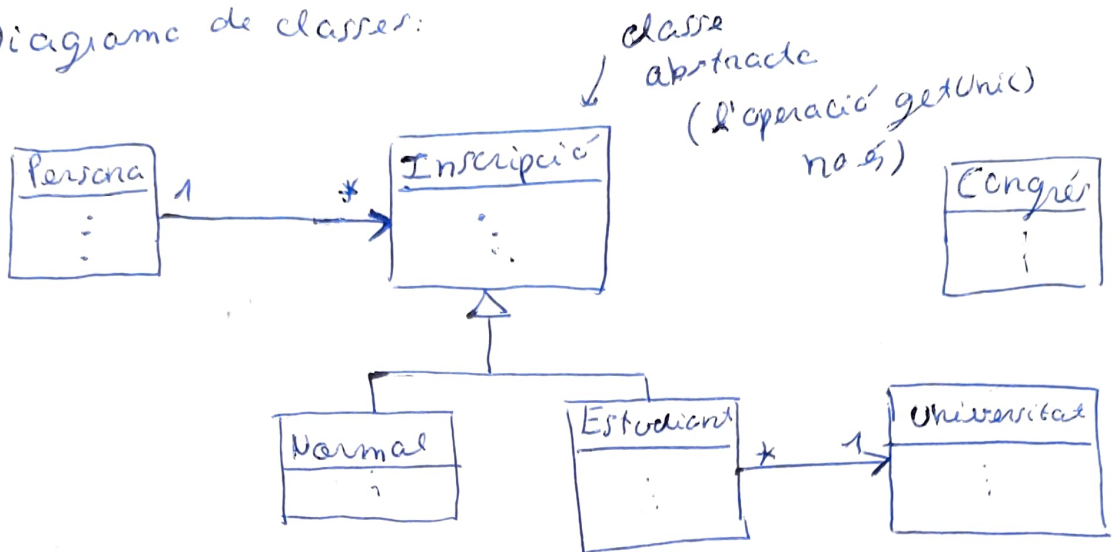 Diagrama de classes:
classe
abstracta
(l'operació getUni()
no és)
Persona
1
*
Inscripció
Congrés
Normal
Estudiant
*
1
Universitat